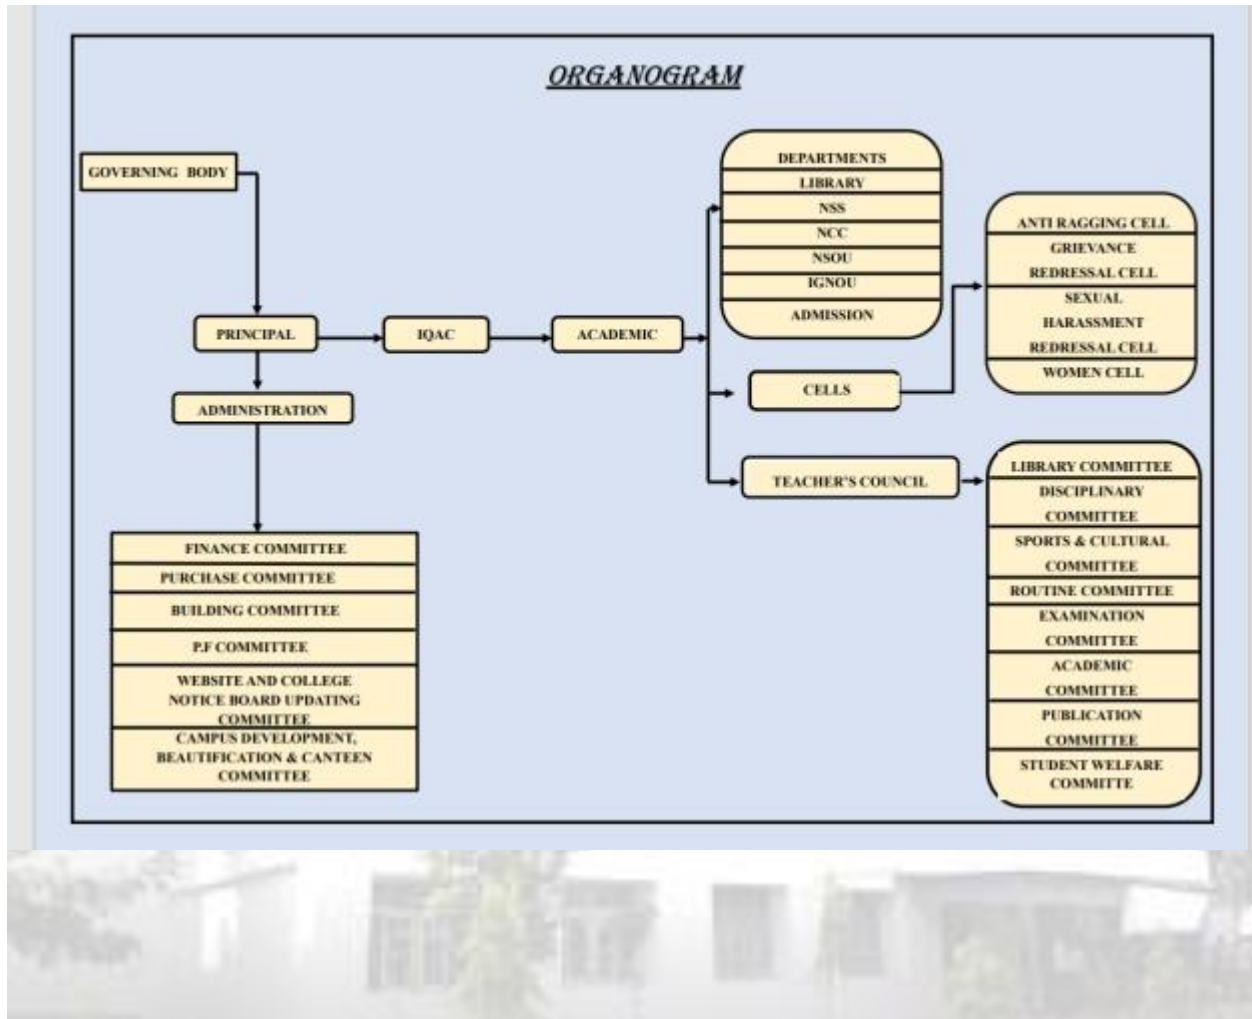 ORGANOGRAM
GOVERNING BODY
PRINCIPAL
IQAC
ACADEMIC
ADMINISTRATION
FINANCE COMMITTEE
PURCHASE COMMITTEE
BUILDING COMMITTEE
P.F COMMITTEE
WEBSITE AND COLLEGE
NOTICE BOARD UPDATING
COMMITTEE
CAMPUS DEVELOPMENT,
BEAUTIFICATION & CANTEEN
COMMITTEE
DEPARTMENTS
LIBRARY
NSS
NCC
NSOU
IGNOU
ADMISSION
CELLS
TEACHER'S COUNCIL
ANTI RAGGING CELL
GRIEVANCE
REDRESSAL CELL
SEXUAL
HARASSMENT
REDRESSAL CELL
WOMEN CELL
LIBRARY COMMITTEE
DISCIPLINARY
COMMITTEE
SPORTS & CULTURAL
COMMITTEE
ROUTINE COMMITTEE
EXAMINATION
COMMITTEE
ACADEMIC
COMMITTEE
PUBLICATION
COMMITTEE
STUDENT WELFARE
COMMITTE